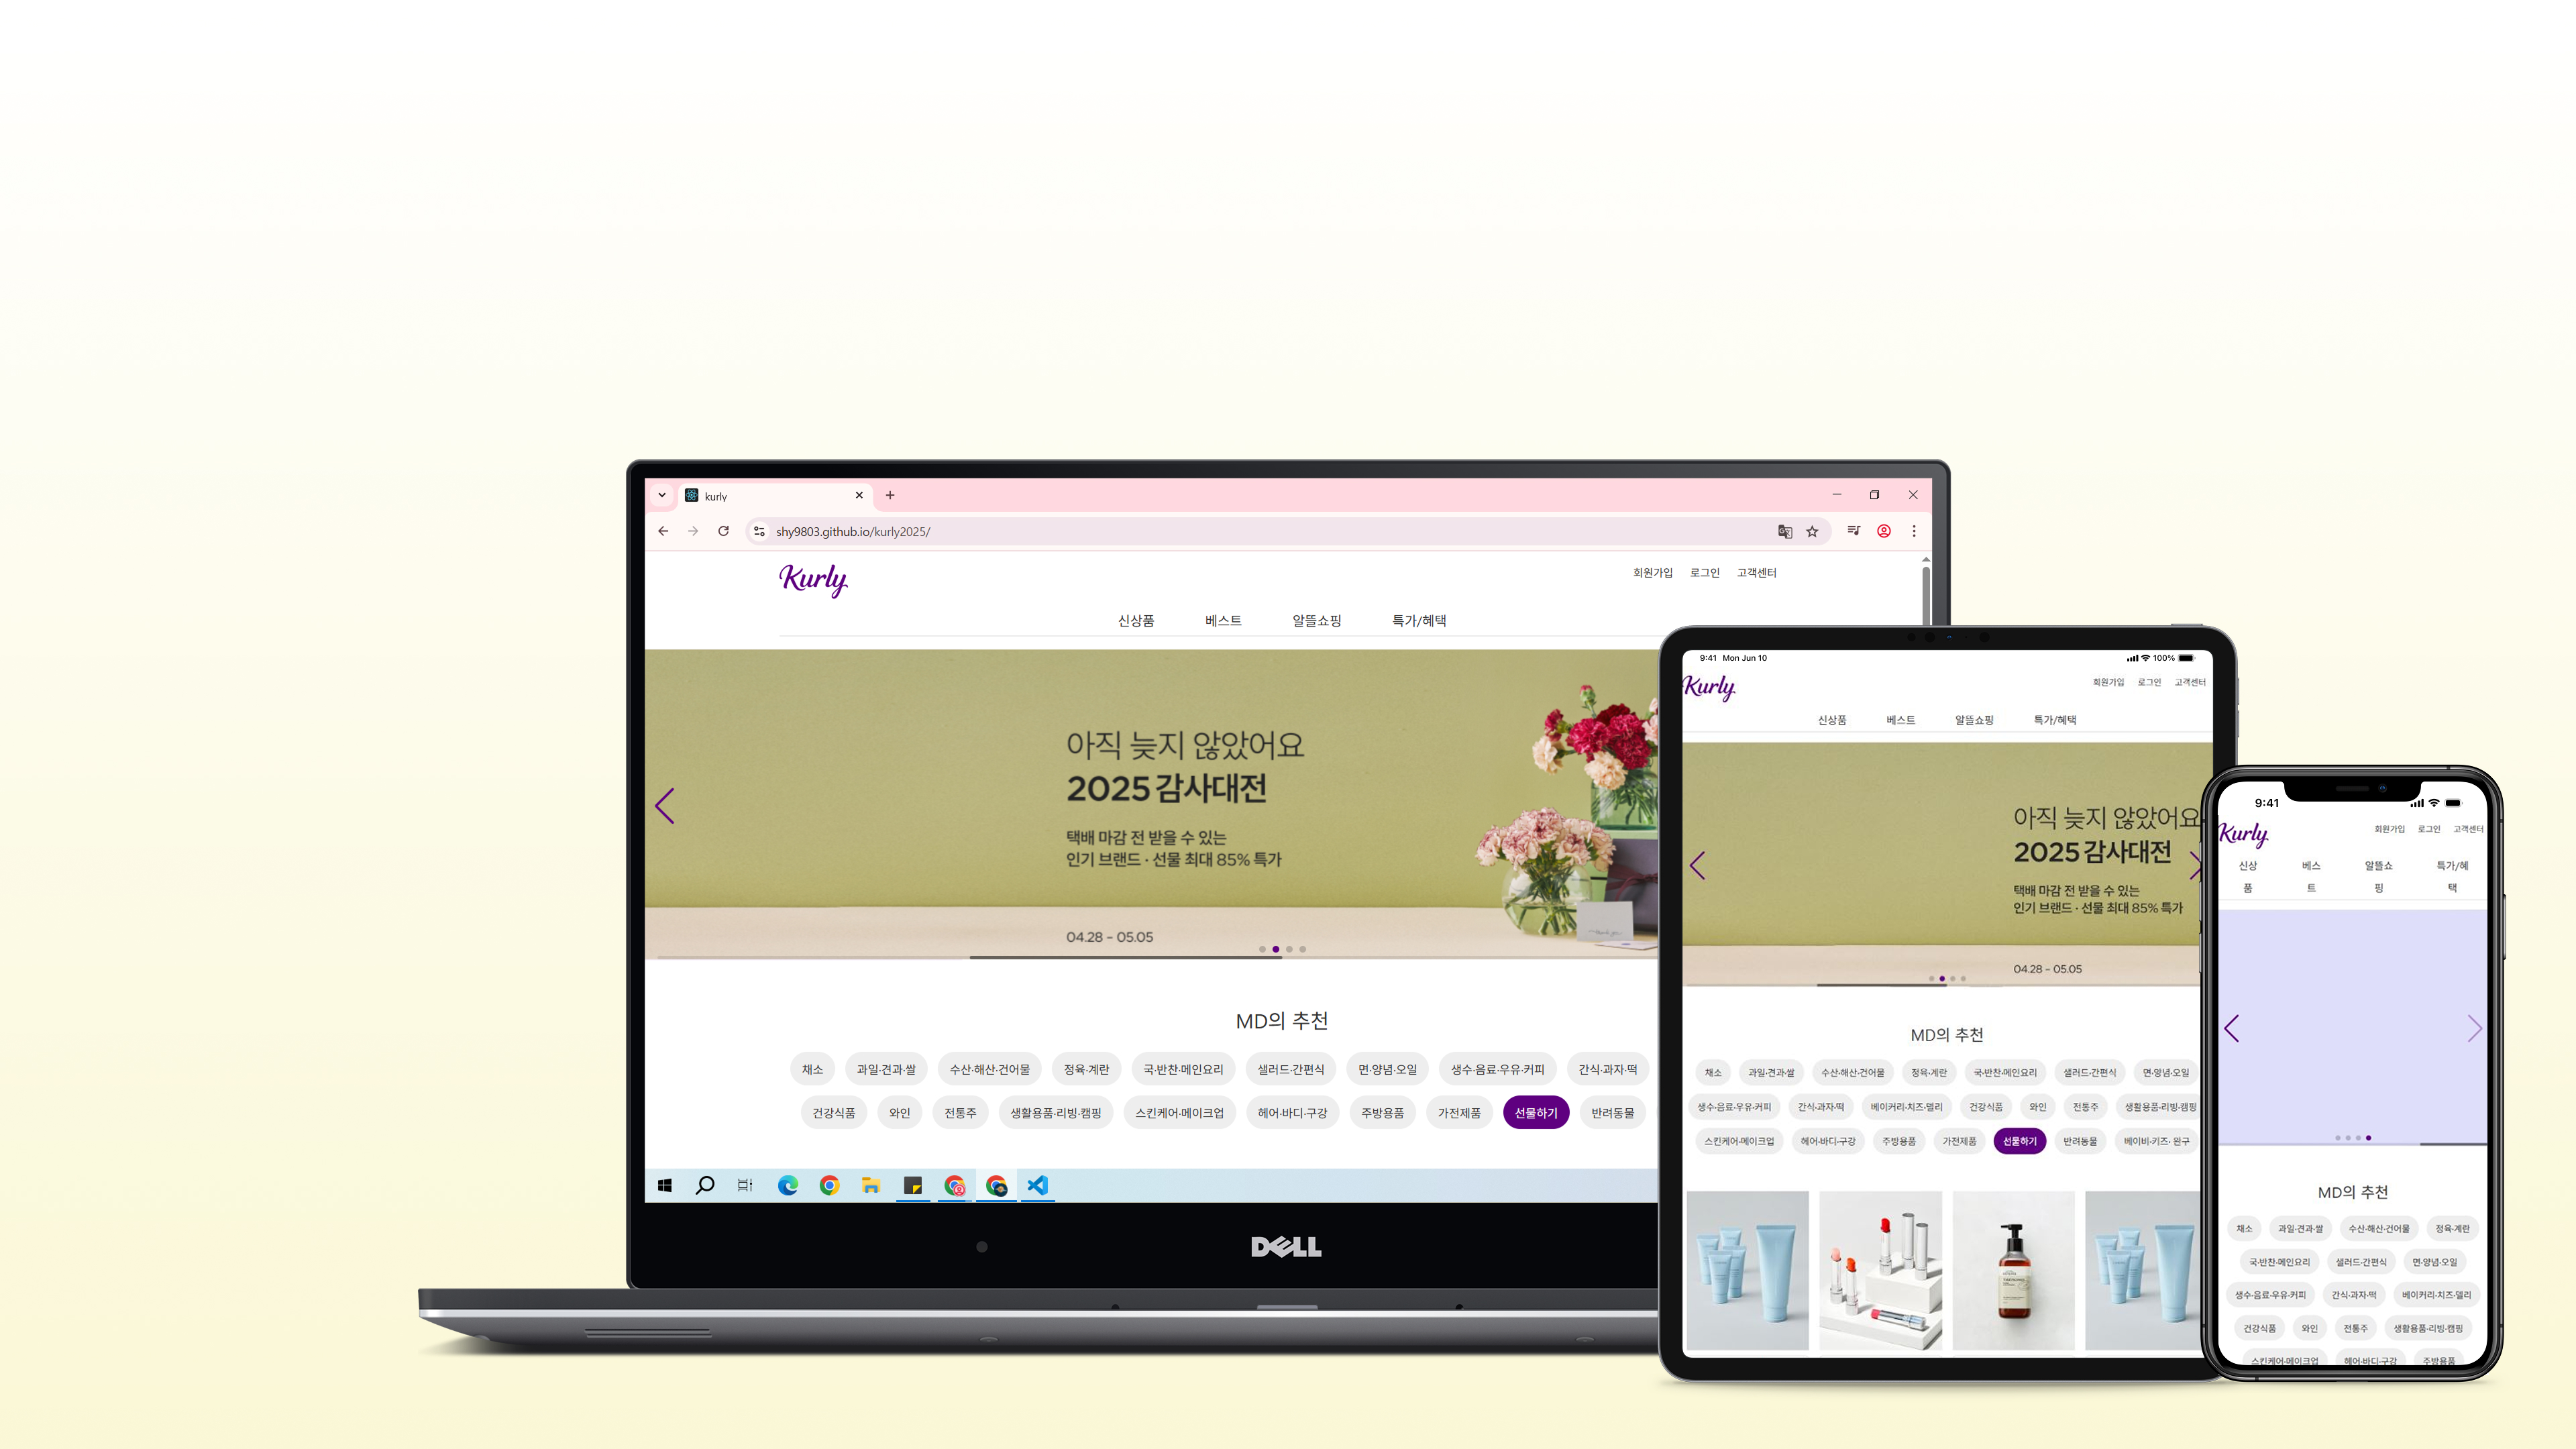 kurly
shy9803.github.io/kurly2025/
Kurly
회원가입 로그인 고객센터
신상품 베스트 알뜰쇼핑 특가/혜택
아직 늦지 않았어요
2025 감사대전
택배 마감 전 받을 수 있는
인기 브랜드 · 선물 최대 85% 특가
04.28 - 05.05
MD의 추천
채소 과일·견과·쌀 수산·해산·건어물 정육·계란 국·반찬·메인요리 샐러드·간편식 면·양념·오일 생수·음료·우유·커피 간식·과자·떡
건강식품 와인 전통주 생활용품·리빙·캠핑 스킨케어·메이크업 헤어·바디·구강 주방용품 가전제품 선물하기 반려동물
DELL
9:41 Mon Jun 10 100%
Kurly
회원가입 로그인 고객센터
신상품 베스트 알뜰쇼핑 특가/혜택
아직 늦지 않았어요
2025 감사대전
택배 마감 전 받을 수 있는
인기 브랜드 · 선물 최대 85% 특가
04.28 - 05.05
MD의 추천
채소 과일·견과·쌀 수산·해산·건어물 정육·계란 국·반찬·메인요리 샐러드·간편식 면·양념·오일
생수·음료·우유·커피 간식·과자·떡 베이커리·치즈·델리 건강식품 와인 전통주 생활용품·리빙·캠핑
스킨케어·메이크업 헤어·바디·구강 주방용품 가전제품 선물하기 반려동물 베이비·키즈· 완구
9:41
Kurly
회원가입 로그인 고객센터
신상 베스 알뜰쇼 특가/혜
품 트 핑 택
MD의 추천
채소 과일·견과·쌀 수산·해산·건어물 정육·계란
국·반찬·메인요리 샐러드·간편식 면·양념·오일
생수·음료·우유·커피 간식·과자·떡 베이커리·치즈·델리
건강식품 와인 전통주 생활용품·리빙·캠핑
스킨케어·메이크업 헤어·바디·구강 주방용품